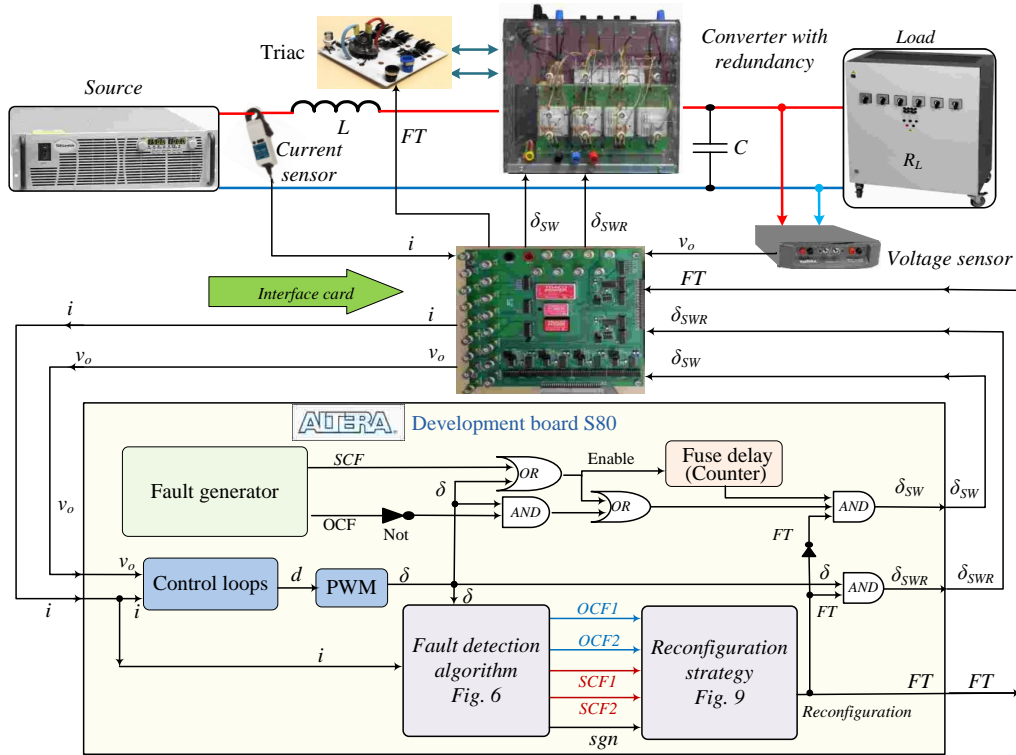 Triac
Converter with
redundancy
Load
Source
L
FT
C
R_L
Current
sensor
δ_SW
δ_SWR
i
v_o
Voltage sensor
FT
Interface card
i
δ_SWR
v_o
v_o
δ_SW
ALTERA
Development board S80
SCF
OR
Enable
Fuse delay
(Counter)
Fault generator
δ
δ_SW
δ_SW
AND
OR
AND
OCF
Not
v_o
FT
v_o
Control loops
d
PWM
δ
δ
AND
δ_SWR
δ_SWR
i
i
δ
FT
OCF1
Fault detection
algorithm
Fig. 6
OCF2
Reconfiguration
strategy
Fig. 9
i
SCF1
SCF2
FT
FT
sgn
Reconfiguration